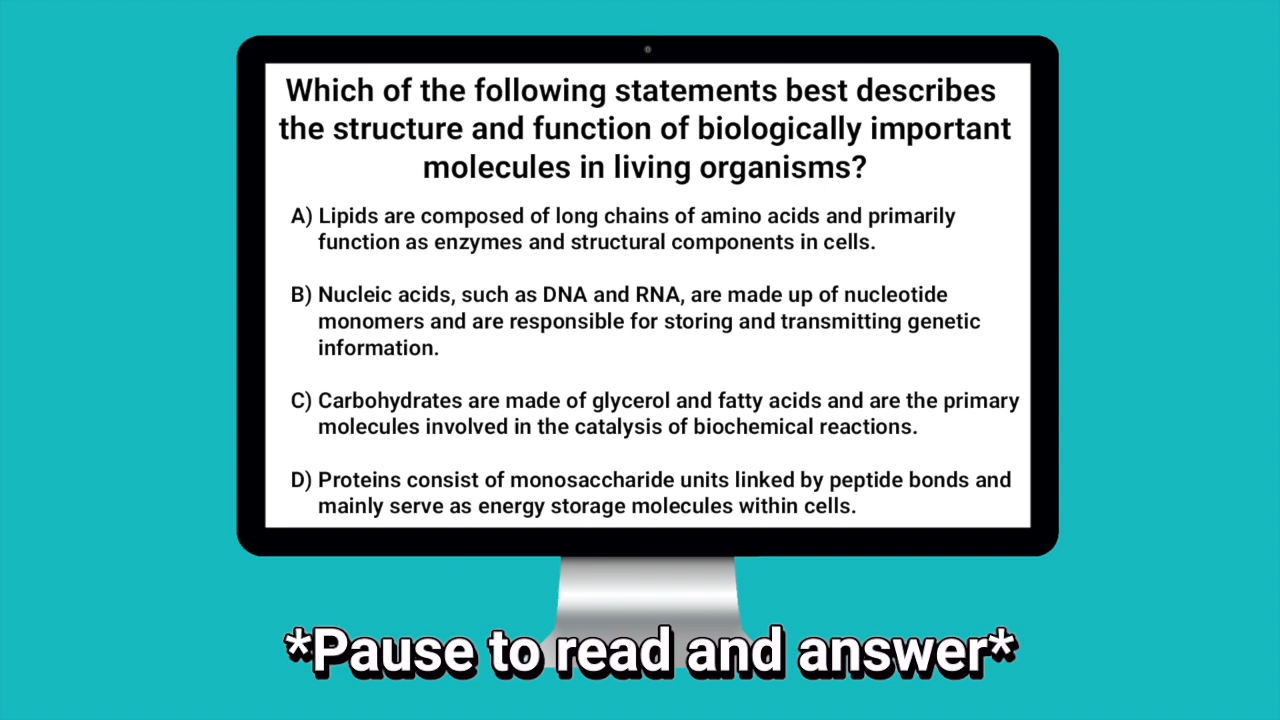 Which of the following statements best describes
the structure and function of biologically important
molecules in living organisms?
A) Lipids are composed of long chains of amino acids and primarily
function as enzymes and structural components in cells.
B) Nucleic acids, such as DNA and RNA, are made up of nucleotide
monomers and are responsible for storing and transmitting genetic
information.
C) Carbohydrates are made of glycerol and fatty acids and are the primary
molecules involved in the catalysis of biochemical reactions.
D) Proteins consist of monosaccharide units linked by peptide bonds and
mainly serve as energy storage molecules within cells.
*Pause to read and answer*